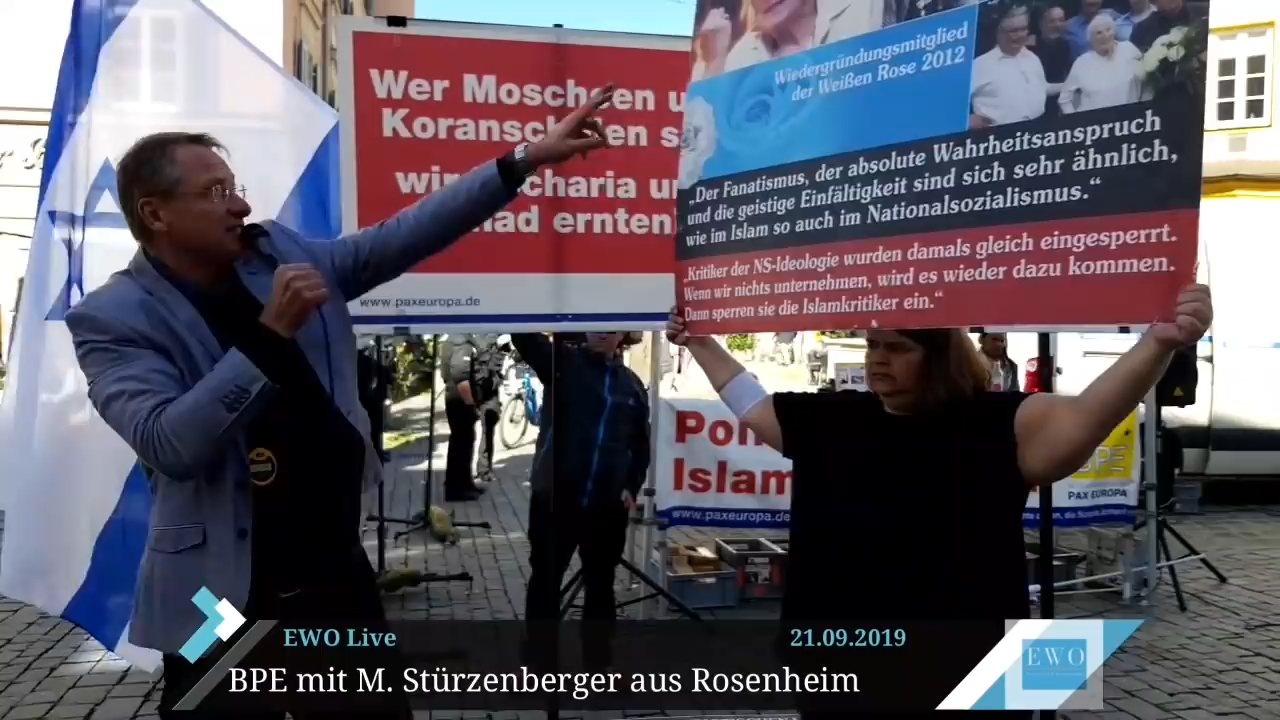 Wer Moscheen u
Koranschulen s
wird Scharia un
ernten
www.paxeuropa.de
Wiedergründungsmitglied
der Weißen Rose 2012
„Der Fanatismus, der absolute Wahrheitsanspruch
und die geistige Einfältigkeit sind sich sehr ähnlich,
wie im Islam so auch im Nationalsozialismus.“
„Kritiker der NS-Ideologie wurden damals gleich eingesperrt.
Wenn wir nichts unternehmen, wird es wieder dazu kommen.
Dann sperren sie die Islamkritiker ein.“
Islam
www.paxeuropa.de
BPE
PAX EUROPA
EWO Live
21.09.2019
BPE mit M. Stürzenberger aus Rosenheim
EWO